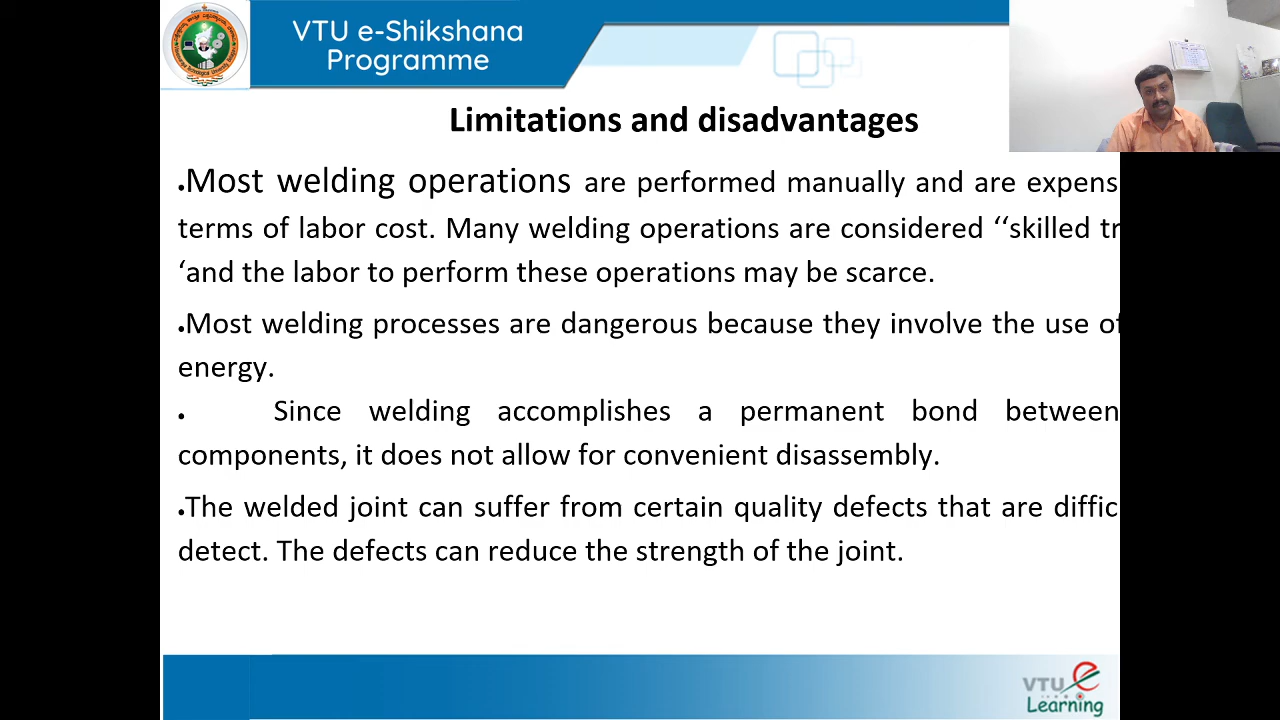 VTU e-Shikshana
Programme
Limitations and disadvantages
•Most welding operations are performed manually and are expens
terms of labor cost. Many welding operations are considered ‘‘skilled tr
‘and the labor to perform these operations may be scarce.
•Most welding processes are dangerous because they involve the use of
energy.
• Since welding accomplishes a permanent bond between
components, it does not allow for convenient disassembly.
•The welded joint can suffer from certain quality defects that are diffic
detect. The defects can reduce the strength of the joint.
VTU e
Learning